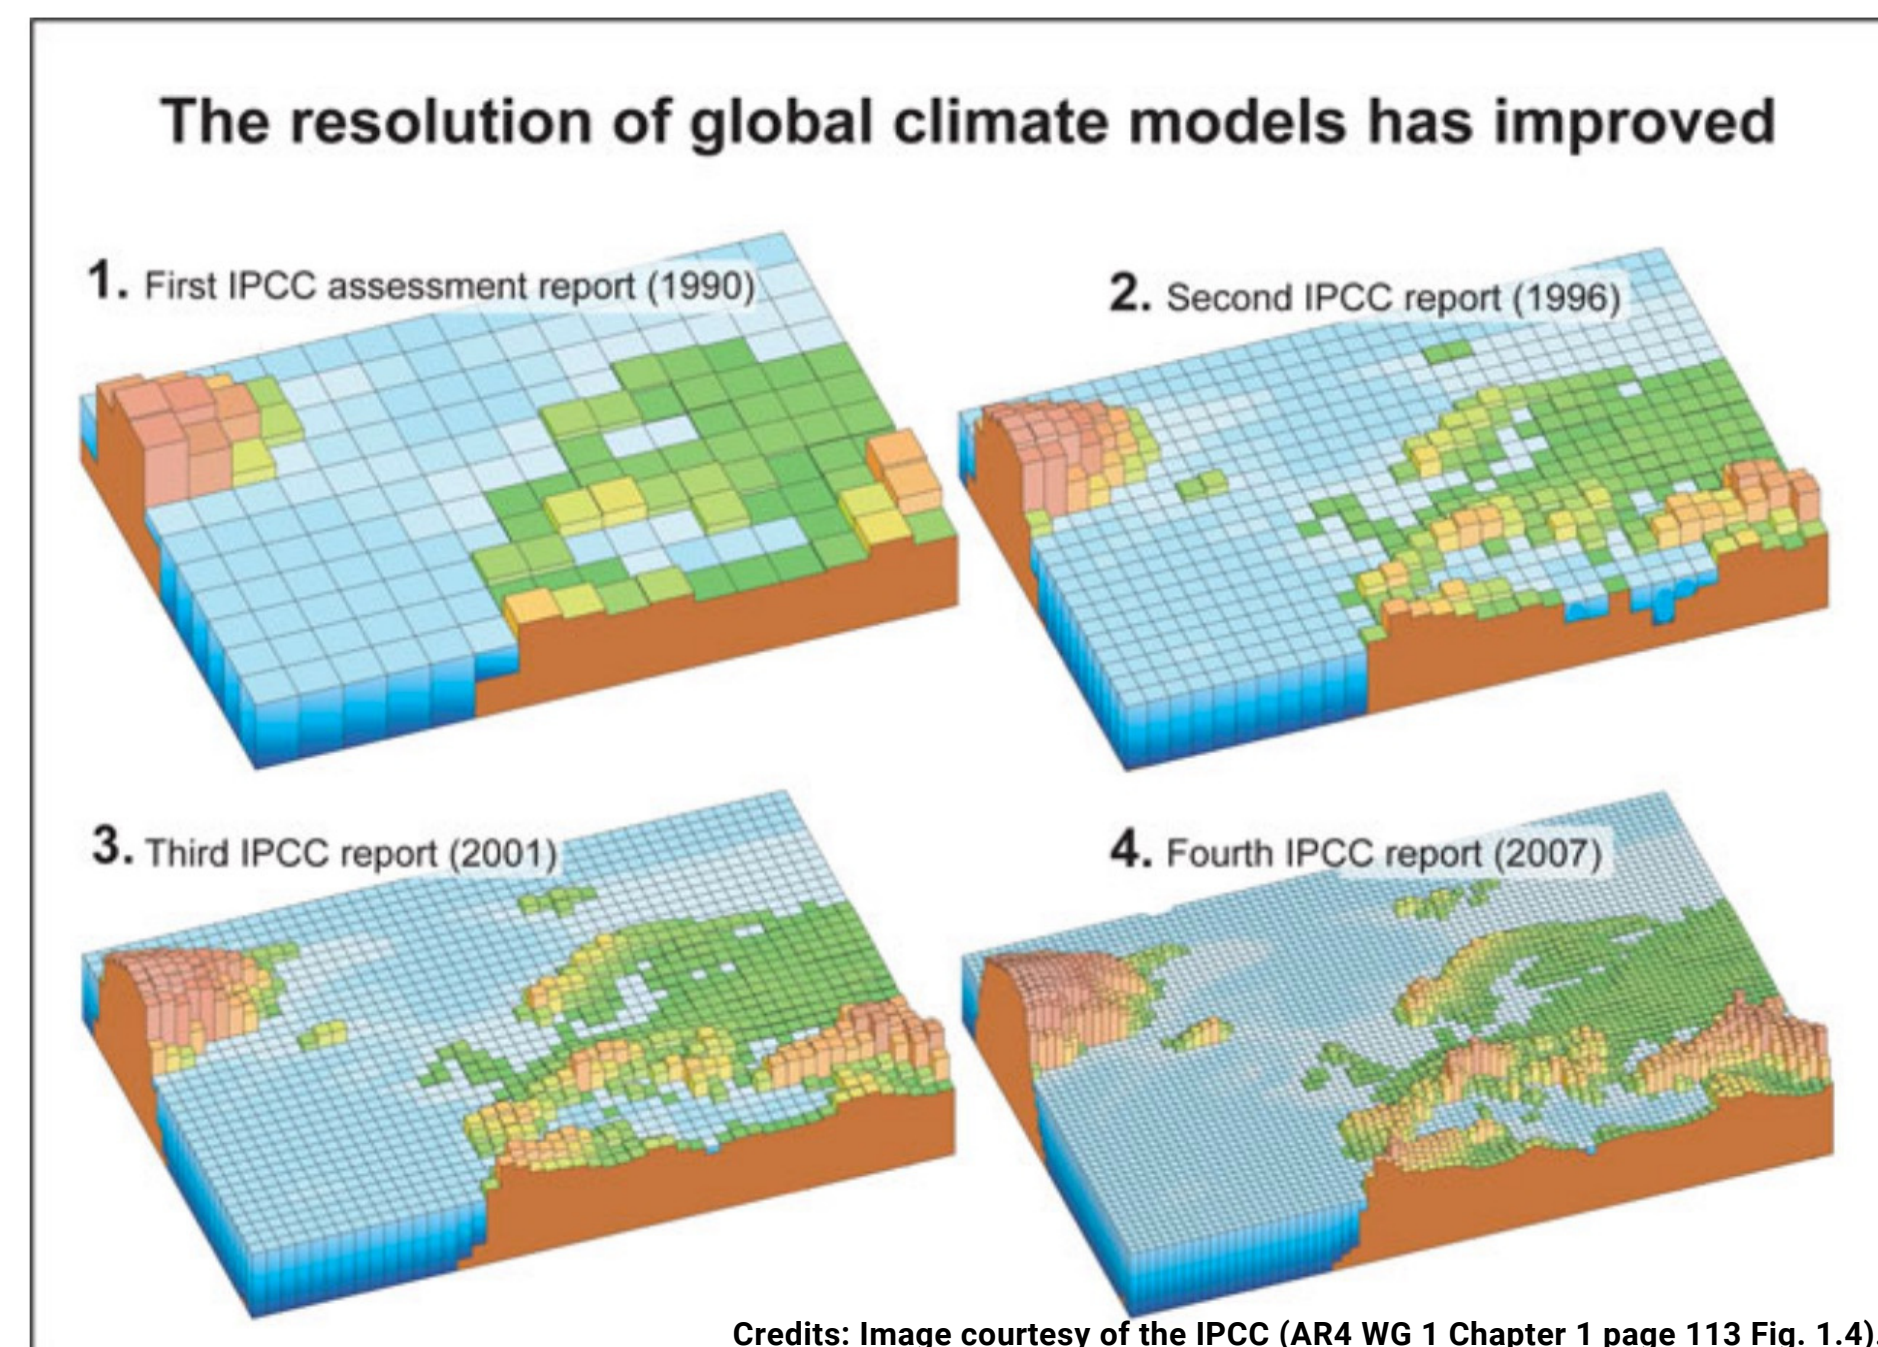 The resolution of global climate models has improved
1. First IPCC assessment report (1990)
2. Second IPCC report (1996)
3. Third IPCC report (2001)
4. Fourth IPCC report (2007)
Credits: Image courtesy of the IPCC (AR4 WG 1 Chapter 1 page 113 Fig. 1.4).